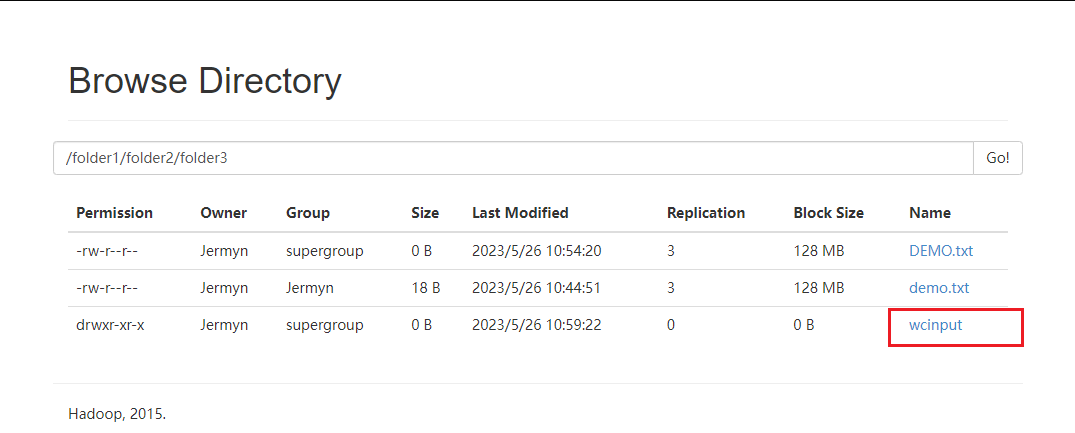 Browse Directory
/folder1/folder2/folder3 Go!
Permission Owner Group Size Last Modified Replication Block Size Name
-rw-r--r-- Jermyn supergroup 0 B 2023/5/26 10:54:20 3 128 MB DEMO.txt
-rw-r--r-- Jermyn Jermyn 18 B 2023/5/26 10:44:51 3 128 MB demo.txt
drwxr-xr-x Jermyn supergroup 0 B 2023/5/26 10:59:22 0 0 B wcinput
Hadoop, 2015.